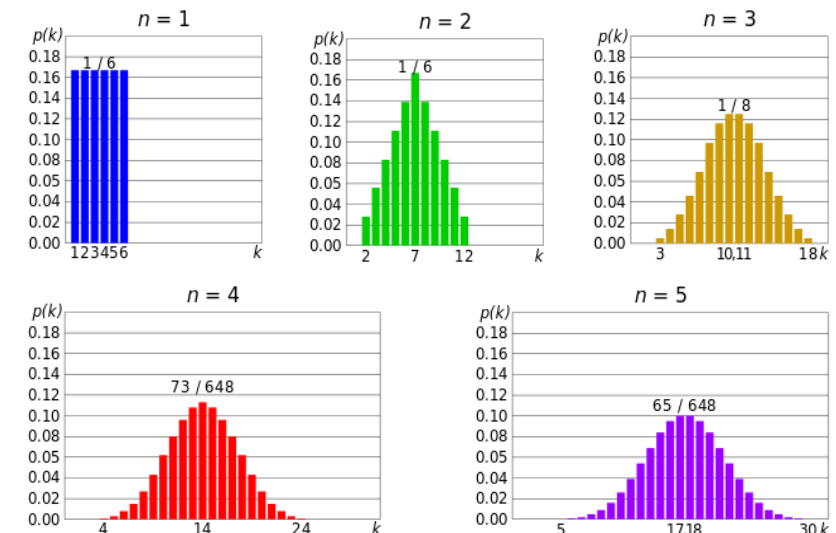 n = 1
p(k)
0.18
0.16
0.14
0.12
0.10
0.08
0.05
0.04
0.02
0.00
1 / 6
123456
k
n = 2
p(k)
0.18
0.16
0.14
0.12
0.10
0.08
0.05
0.04
0.02
0.00
1 / 6
2 7 12 k
n = 3
p(k)
0.18
0.16
0.14
0.12
0.10
0.08
0.05
0.04
0.02
0.00
1 / 8
3 10,11 18 k
n = 4
p(k)
0.18
0.16
0.14
0.12
0.10
0.08
0.06
0.04
0.02
0.00
73 / 648
4 14 24 k
n = 5
p(k)
0.18
0.16
0.14
0.12
0.10
0.08
0.06
0.04
0.02
0.00
65 / 648
5 1718 30 k